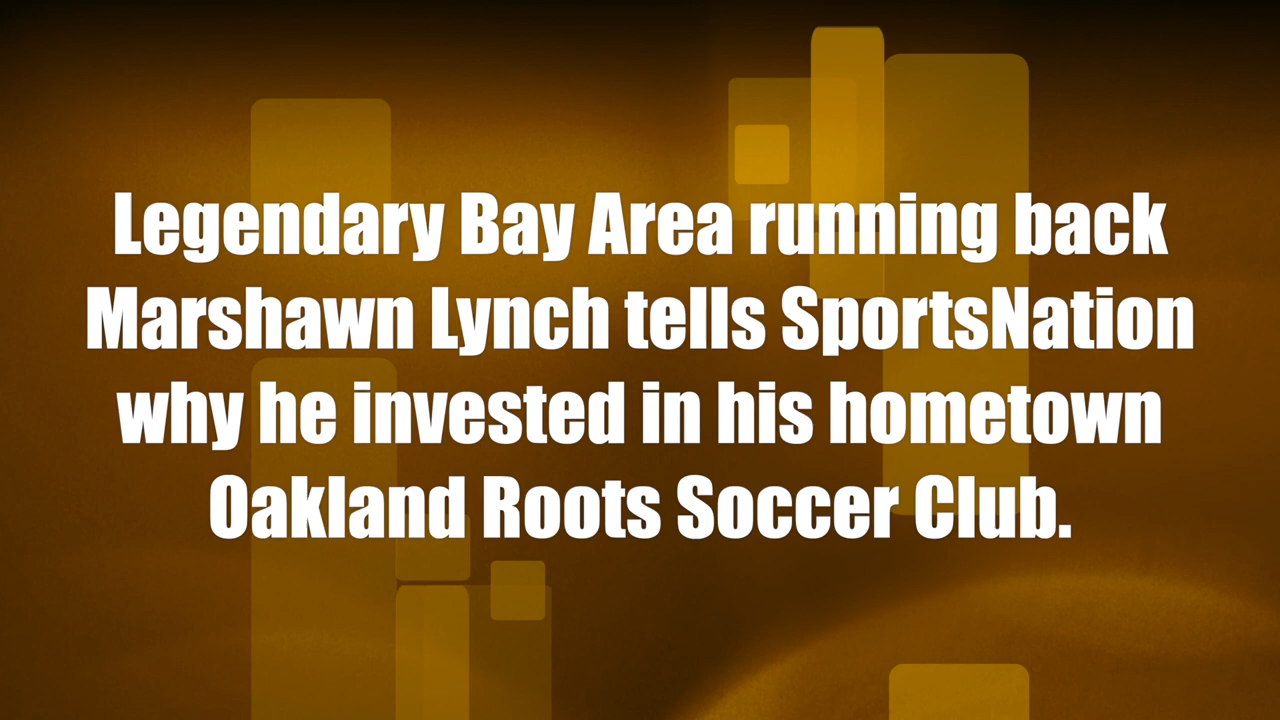 Legendary Bay Area running back
Marshawn Lynch tells SportsNation
why he invested in his hometown
Oakland Roots Soccer Club.